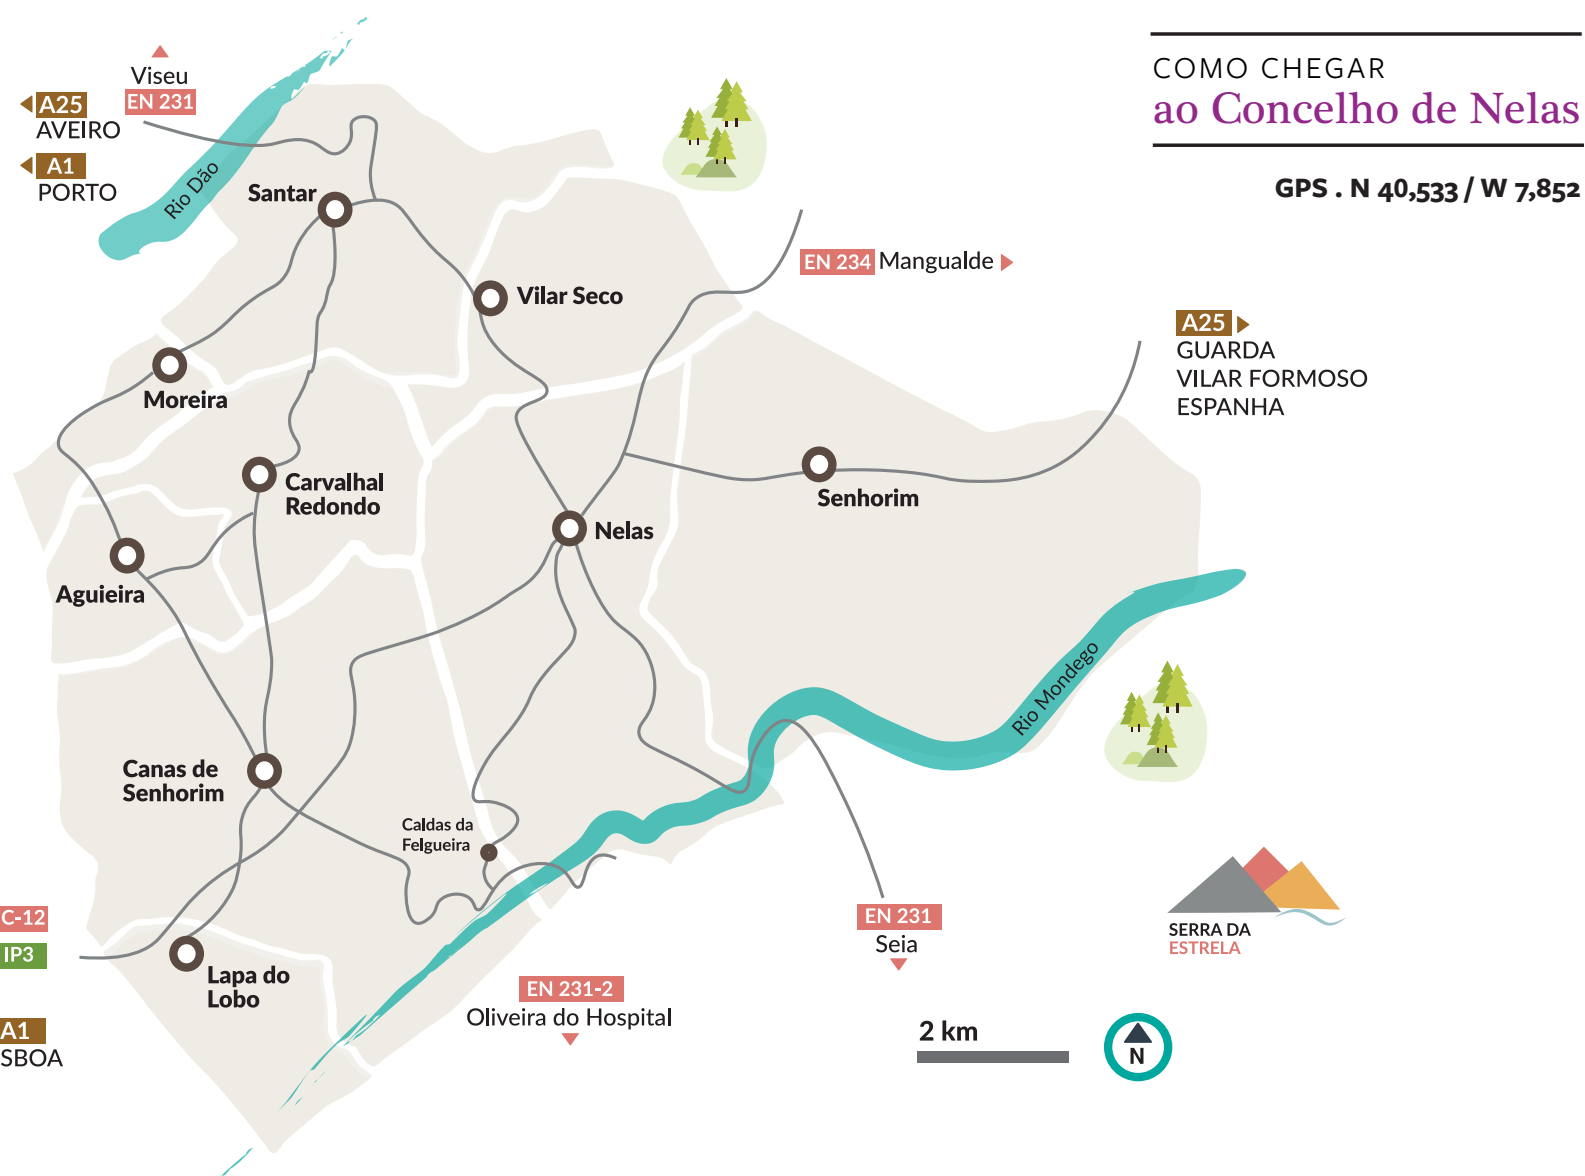 COMO CHEGAR
ao Concelho de Nelas
GPS . N 40,533 / W 7,852
Viseu
EN 231
A25
AVEIRO
A1
PORTO
Rio Dão
Santar
Vilar Seco
EN 234 Mangualde
A25
GUARDA
VILAR FORMOSO
ESPANHA
Moreira
Carvalhal
Redondo
Senhorim
Nelas
Aguieira
Rio Mondego
Canas de
Senhorim
Caldas da
Felgueira
C-12
IP3
Lapa do
Lobo
A1
SBOA
EN 231
Seia
EN 231-2
Oliveira do Hospital
SERRA DA
ESTRELA
2 km
N